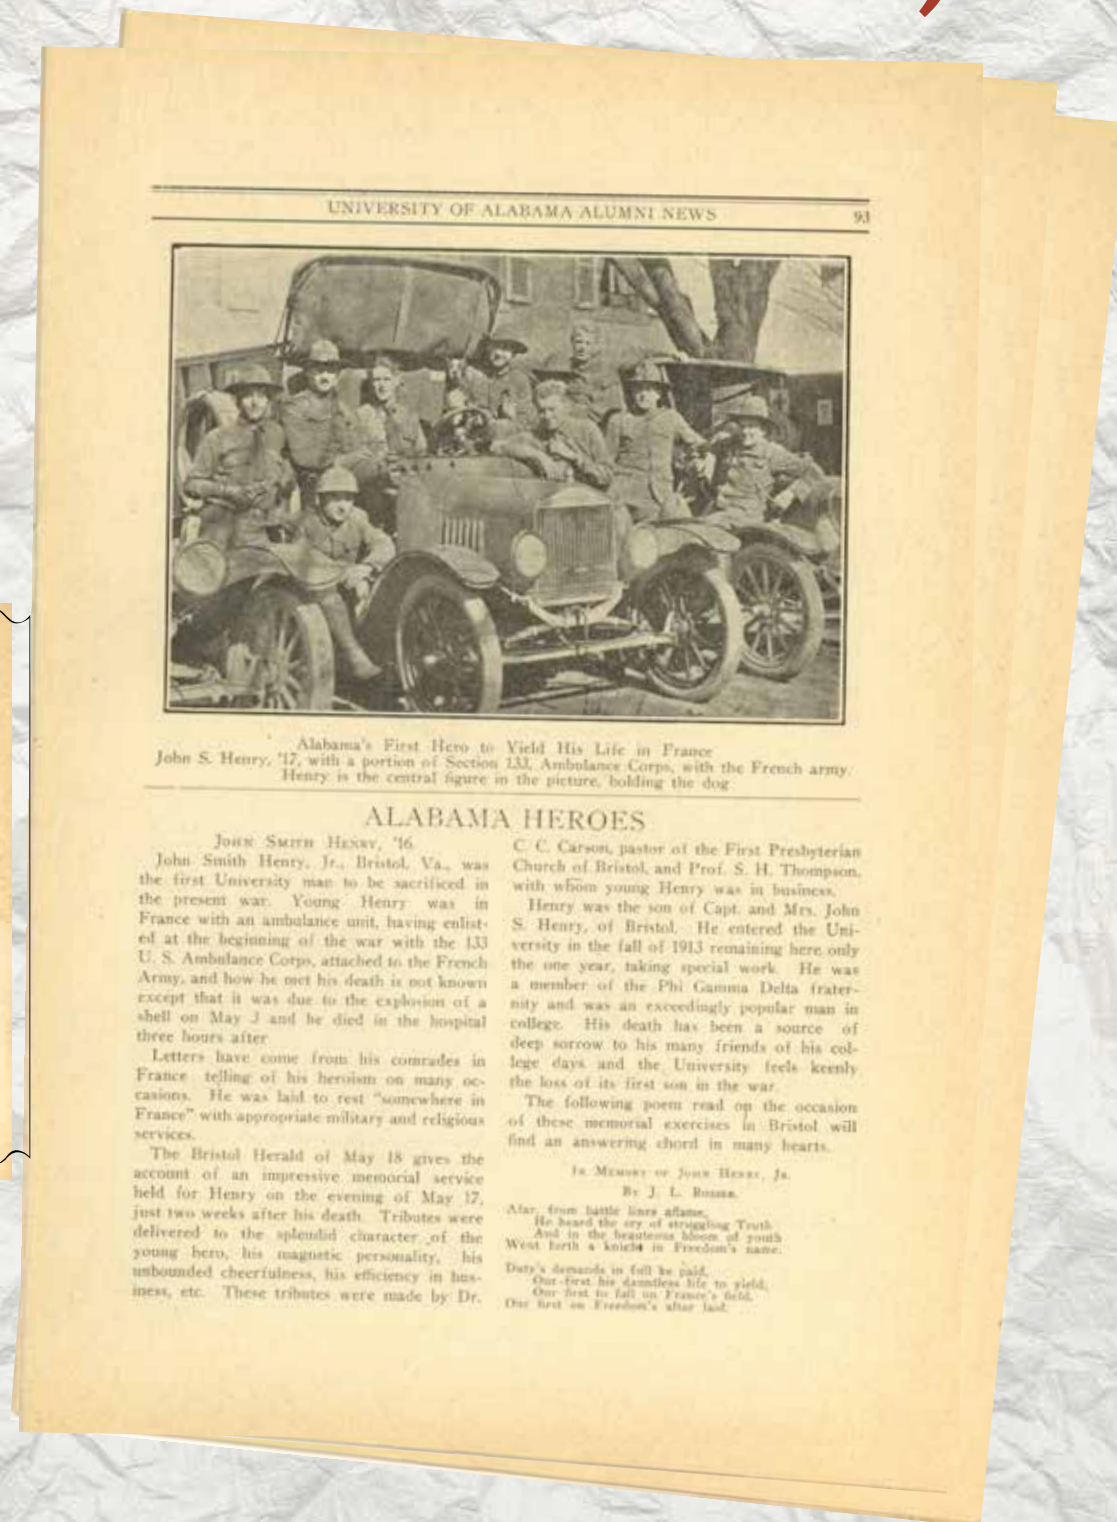 UNIVERSITY OF ALABAMA ALUMNI NEWS 93
Alabama's First Hero to Yield His Life in France
John S. Henry, '17, with a portion of Section 133, Ambulance Corps, with the French army.
Henry is the central figure in the picture, holding the dog
ALABAMA HEROES
JOHN SMITH HENRY, '16.
John Smith Henry, Jr., Bristol, Va., was
the first University man to be sacrificed in
the present war. Young Henry was in
France with an ambulance unit, having enlist-
ed at the beginning of the war with the 133
U. S. Ambulance Corps, attached to the French
Army, and how he met his death is not known
except that it was due to the explosion of a
shell on May 3 and he died in the hospital
three hours after
Letters have come from his comrades in
France telling of his heroism on many oc-
casions. He was laid to rest "somewhere in
France" with appropriate military and religious
services.
The Bristol Herald of May 18 gives the
account of an impressive memorial service
held for Henry on the evening of May 17,
just two weeks after his death. Tributes were
delivered to the splendid character of the
young hero, his magnetic personality, his
unbounded cheerfulness, his efficiency in bus-
iness, etc. These tributes were made by Dr.
C. C. Carson, pastor of the First Presbyterian
Church of Bristol, and Prof. S. H. Thompson,
with whom young Henry was in business.
Henry was the son of Capt. and Mrs. John
S. Henry, of Bristol. He entered the Uni-
versity in the fall of 1913 remaining here only
the one year, taking special work. He was
a member of the Phi Gamma Delta frater-
nity and was an exceedingly popular man in
college. His death has been a source of
deep sorrow to his many friends of his col-
lege days and the University feels keenly
the loss of its first son in the war.
The following poem read on the occasion
of these memorial exercises in Bristol will
find an answering chord in many hearts.
IN MEMORY OF JOHN HENRY, JR.
BY J. L.
Afar, from battle lines aflame,
He heard the cry of struggling Truth
And in the beauteous bloom of youth
Went forth a knight in Freedom's name.
Duty's demands in full he paid,
Our first his dauntless life to yield,
Our first to fall on France's field,
Our first on Freedom's altar laid.